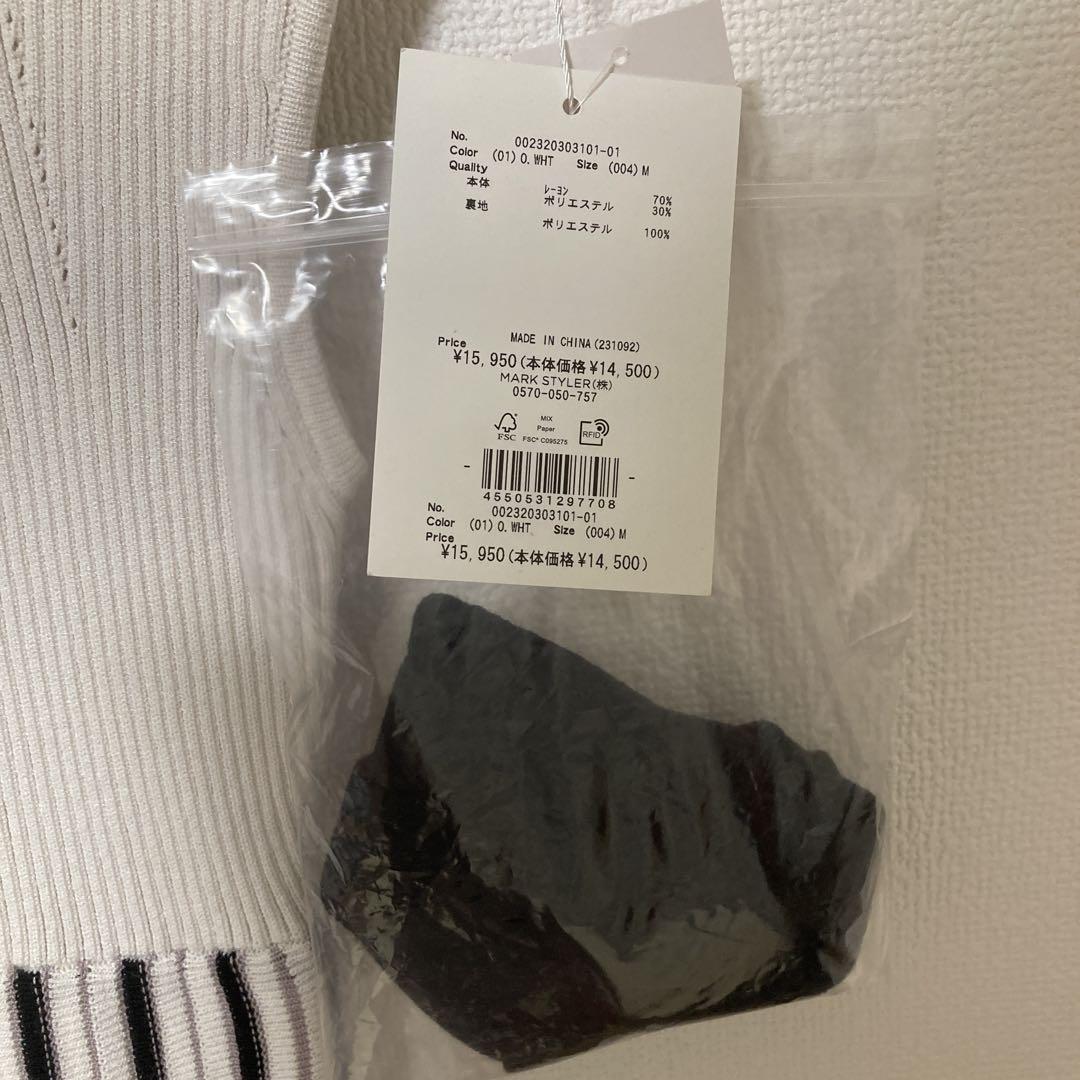 No. 002320303101-01
Color (01) O.WHT Size (004) M
Quality
本体 レーヨン 70%
ポリエステル 30%
裏地
ポリエステル 100%
MADE IN CHINA(231092)
Price
¥15,950(本体価格¥14,500)
MARK STYLER(株)
0570-050-757
FSC
MIX
Paper
FSC® C095275
RFID
4550531297708
No. 002320303101-01
Color (01) O.WHT Size (004) M
Price
¥15,950(本体価格¥14,500)